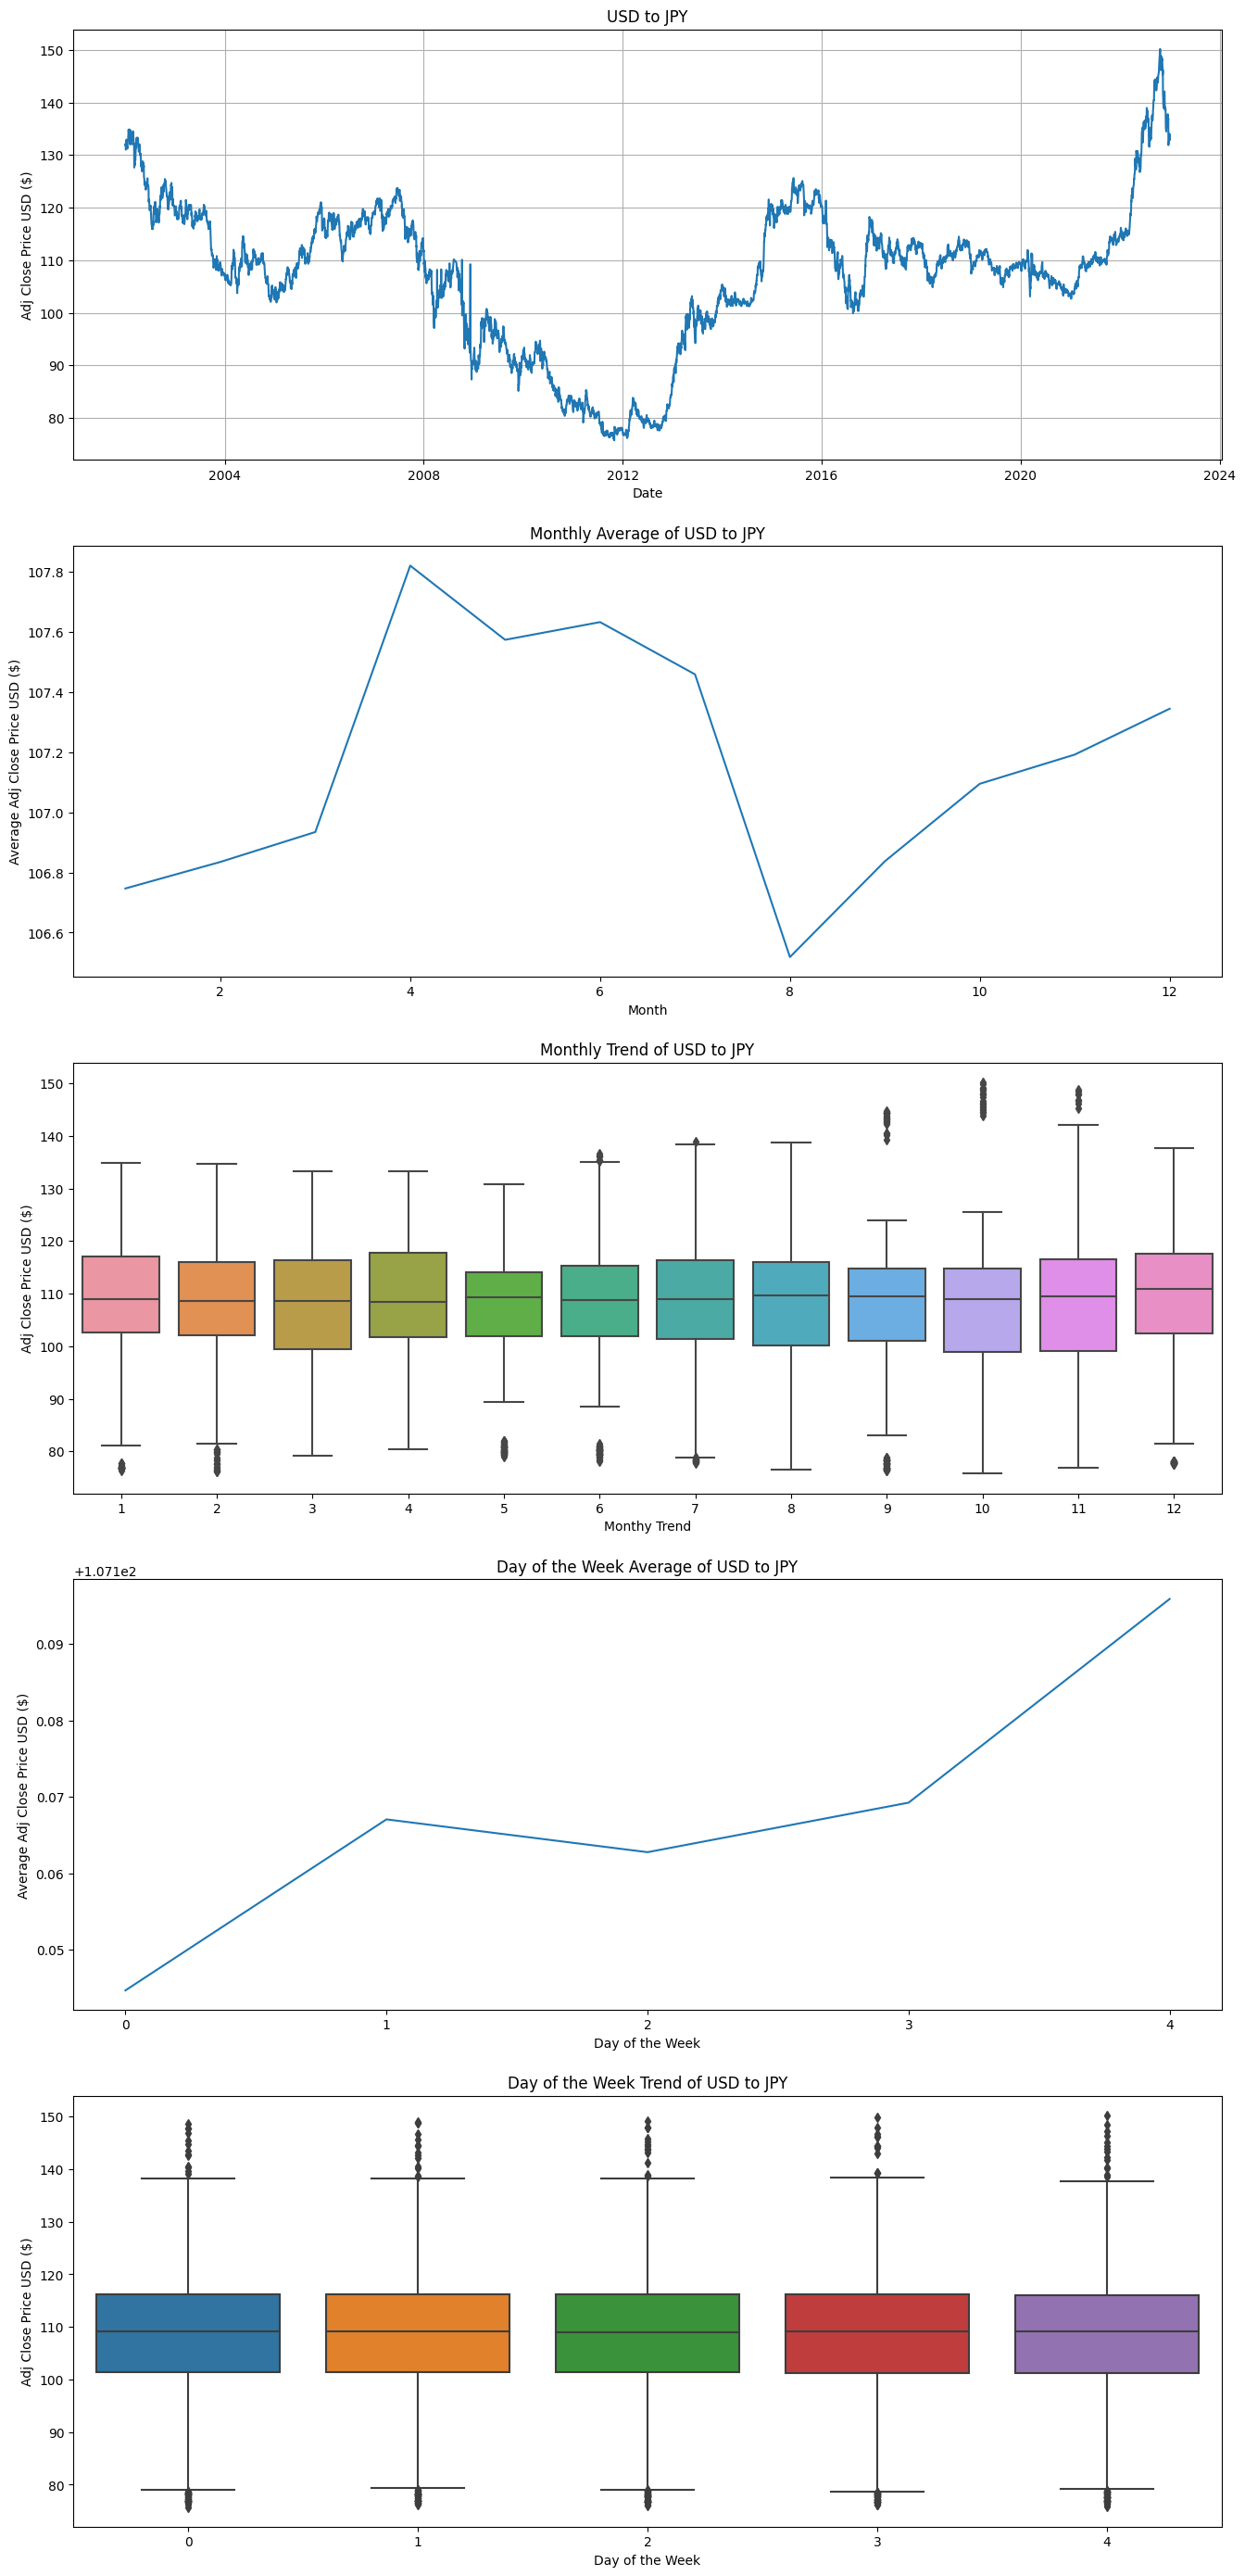 USD to JPY
150
140
130
120
110
100
90
80
Adj Close Price USD ($)
2004 2008 2012 2016 2020 2024
Date
Monthly Average of USD to JPY
107.8
107.6
107.4
107.2
107.0
106.8
106.6
Average Adj Close Price USD ($)
2 4 6 8 10 12
Month
Monthly Trend of USD to JPY
150
140
130
120
110
100
90
80
Adj Close Price USD ($)
1 2 3 4 5 6 7 8 9 10 11 12
Monthy Trend
Day of the Week Average of USD to JPY
+1.071e2
0.09
0.08
0.07
0.06
0.05
Average Adj Close Price USD ($)
0 1 2 3 4
Day of the Week
Day of the Week Trend of USD to JPY
150
140
130
120
110
100
90
80
Adj Close Price USD ($)
0 1 2 3 4
Day of the Week